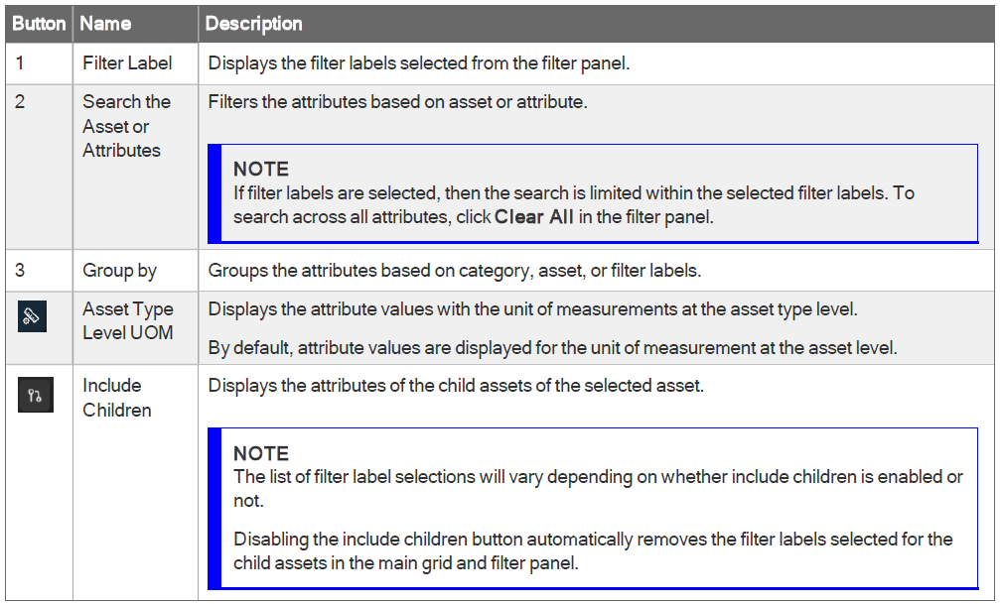 Button Name Description
1 Filter Label Displays the filter labels selected from the filter panel.
2 Search the Asset or Attributes Filters the attributes based on asset or attribute.
NOTE
If filter labels are selected, then the search is limited within the selected filter labels. To
search across all attributes, click Clear All in the filter panel.
3 Group by Groups the attributes based on category, asset, or filter labels.
Asset Type Level UOM Displays the attribute values with the unit of measurements at the asset type level.
By default, attribute values are displayed for the unit of measurement at the asset level.
Include Children Displays the attributes of the child assets of the selected asset.
NOTE
The list of filter label selections will vary depending on whether include children is enabled or
not.
Disabling the include children button automatically removes the filter labels selected for the
child assets in the main grid and filter panel.